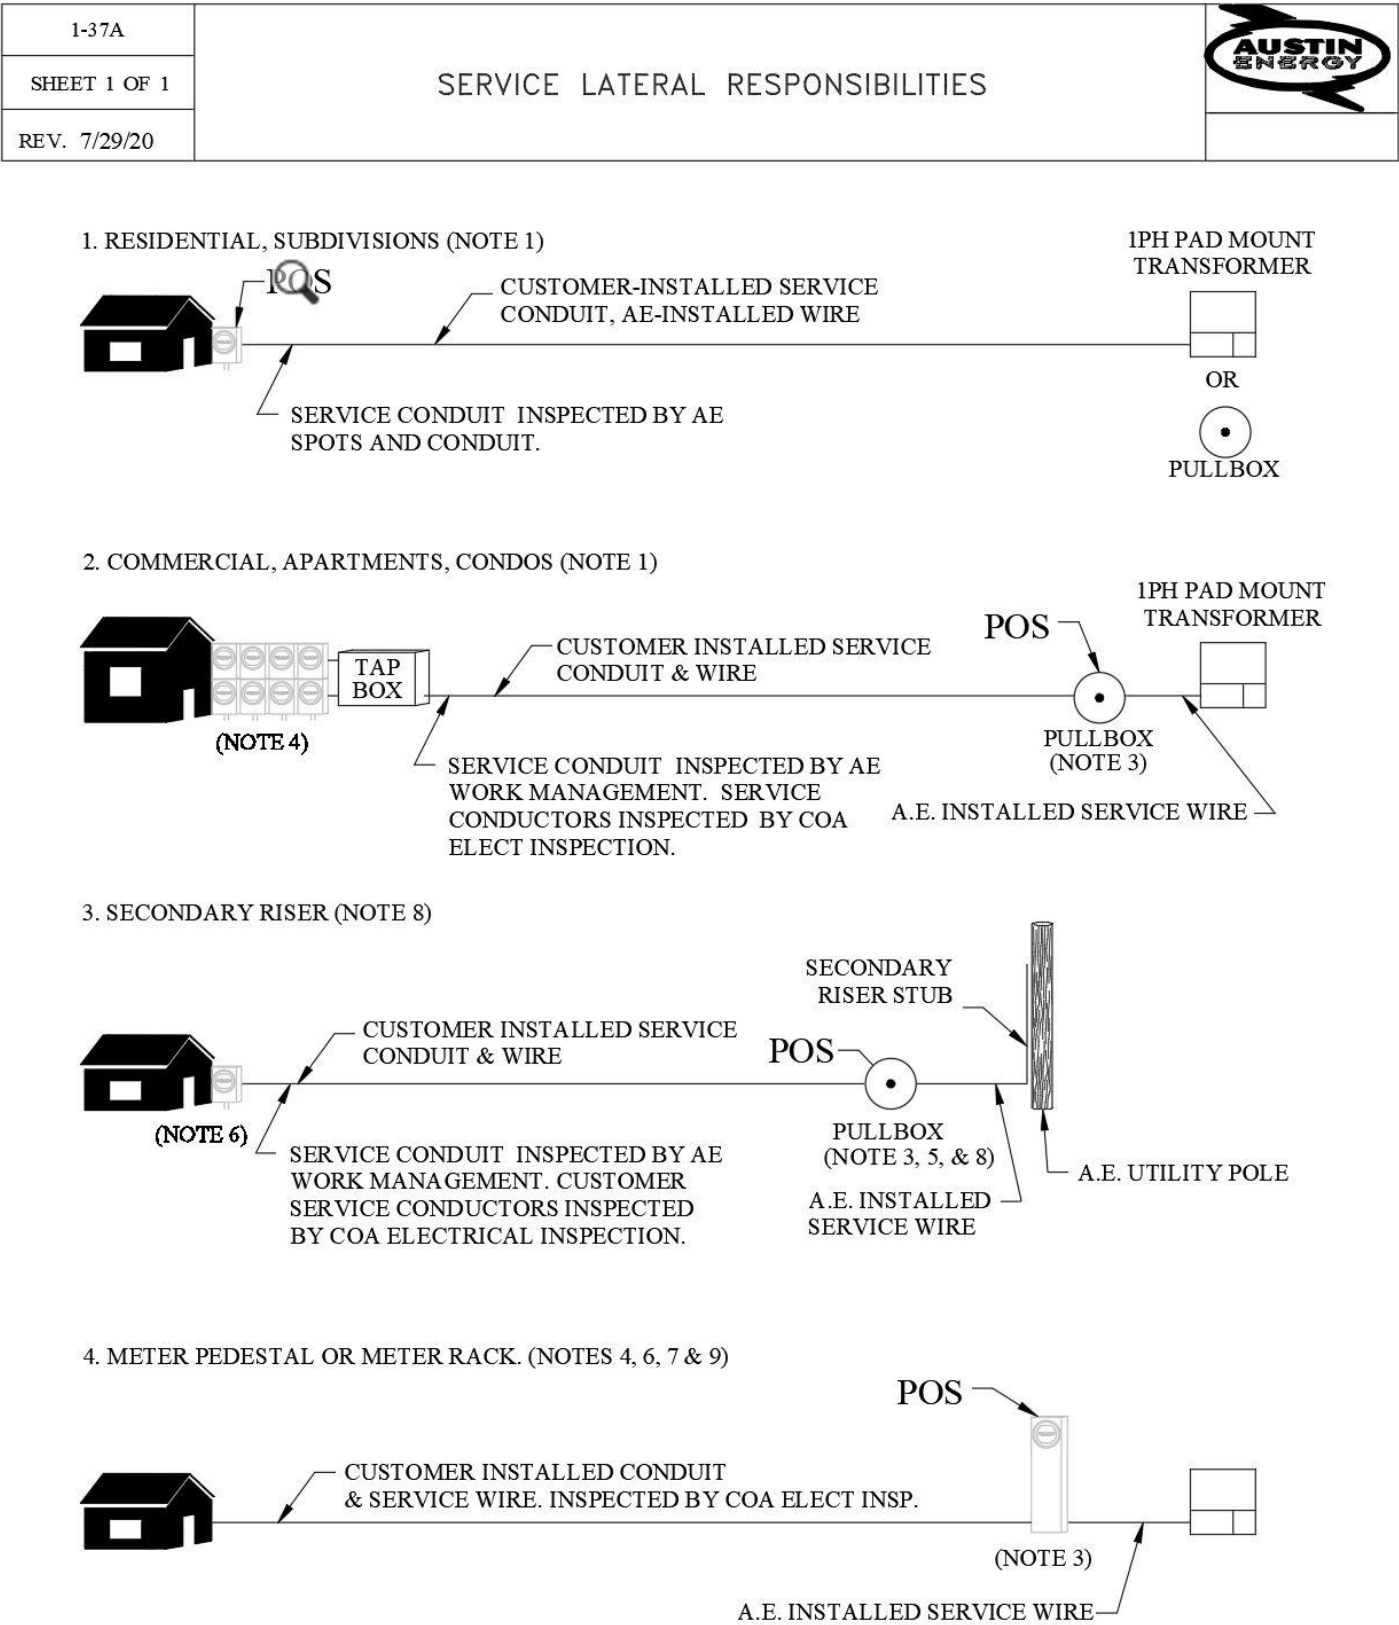 1-37A
SHEET 1 OF 1
REV. 7/29/20
SERVICE LATERAL RESPONSIBILITIES
AUSTIN
ENERGY
1. RESIDENTIAL, SUBDIVISIONS (NOTE 1)
POS
CUSTOMER-INSTALLED SERVICE
CONDUIT, AE-INSTALLED WIRE
1PH PAD MOUNT
TRANSFORMER
OR
PULLBOX
SERVICE CONDUIT INSPECTED BY AE
SPOTS AND CONDUIT.
2. COMMERCIAL, APARTMENTS, CONDOS (NOTE 1)
TAP
BOX
(NOTE 4)
CUSTOMER INSTALLED SERVICE
CONDUIT & WIRE
POS
1PH PAD MOUNT
TRANSFORMER
PULLBOX
(NOTE 3)
SERVICE CONDUIT INSPECTED BY AE
WORK MANAGEMENT. SERVICE
CONDUCTORS INSPECTED BY COA
ELECT INSPECTION.
A.E. INSTALLED SERVICE WIRE
3. SECONDARY RISER (NOTE 8)
SECONDARY
RISER STUB
CUSTOMER INSTALLED SERVICE
CONDUIT & WIRE
POS
(NOTE 6)
PULLBOX
(NOTE 3, 5, & 8)
SERVICE CONDUIT INSPECTED BY AE
WORK MANAGEMENT. CUSTOMER
SERVICE CONDUCTORS INSPECTED
BY COA ELECTRICAL INSPECTION.
A.E. INSTALLED
SERVICE WIRE
A.E. UTILITY POLE
4. METER PEDESTAL OR METER RACK. (NOTES 4, 6, 7 & 9)
POS
CUSTOMER INSTALLED CONDUIT
& SERVICE WIRE. INSPECTED BY COA ELECT INSP.
(NOTE 3)
A.E. INSTALLED SERVICE WIRE